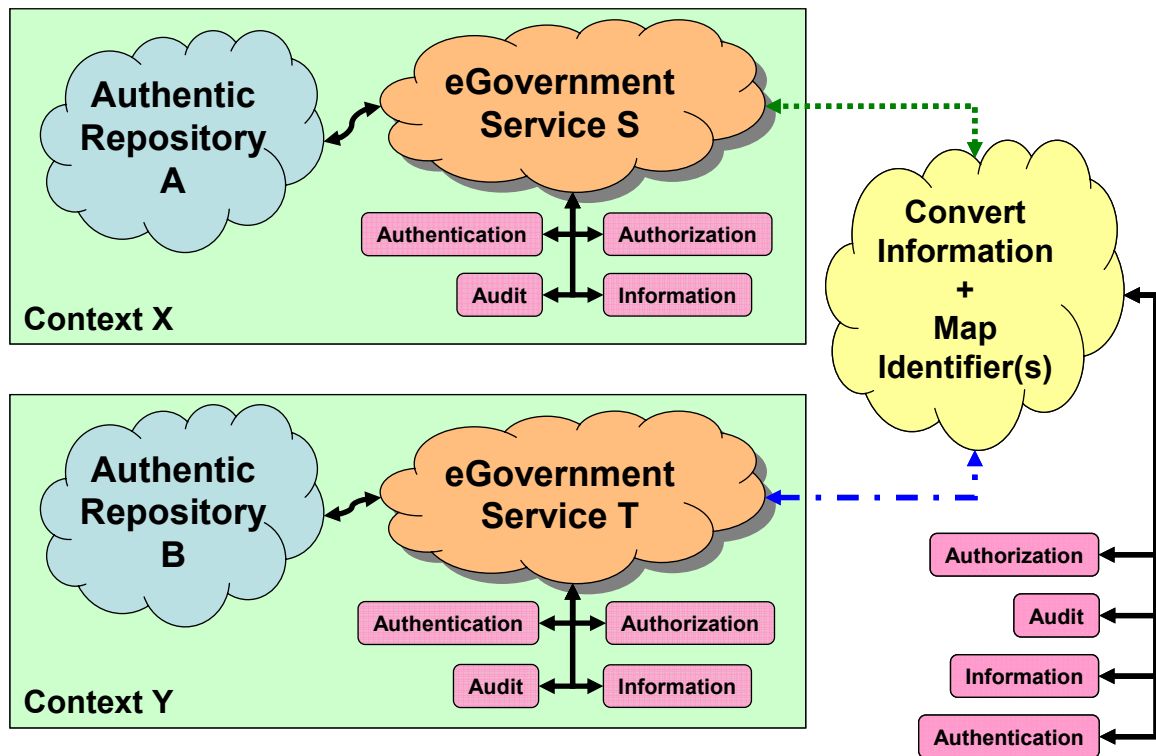 Authentic
Repository
A
eGovernment
Service S
Authentication
Authorization
Audit
Information
Context X
Convert
Information
+
Map
Identifier(s)
Authentic
Repository
B
eGovernment
Service T
Authentication
Authorization
Audit
Information
Context Y
Authorization
Audit
Information
Authentication